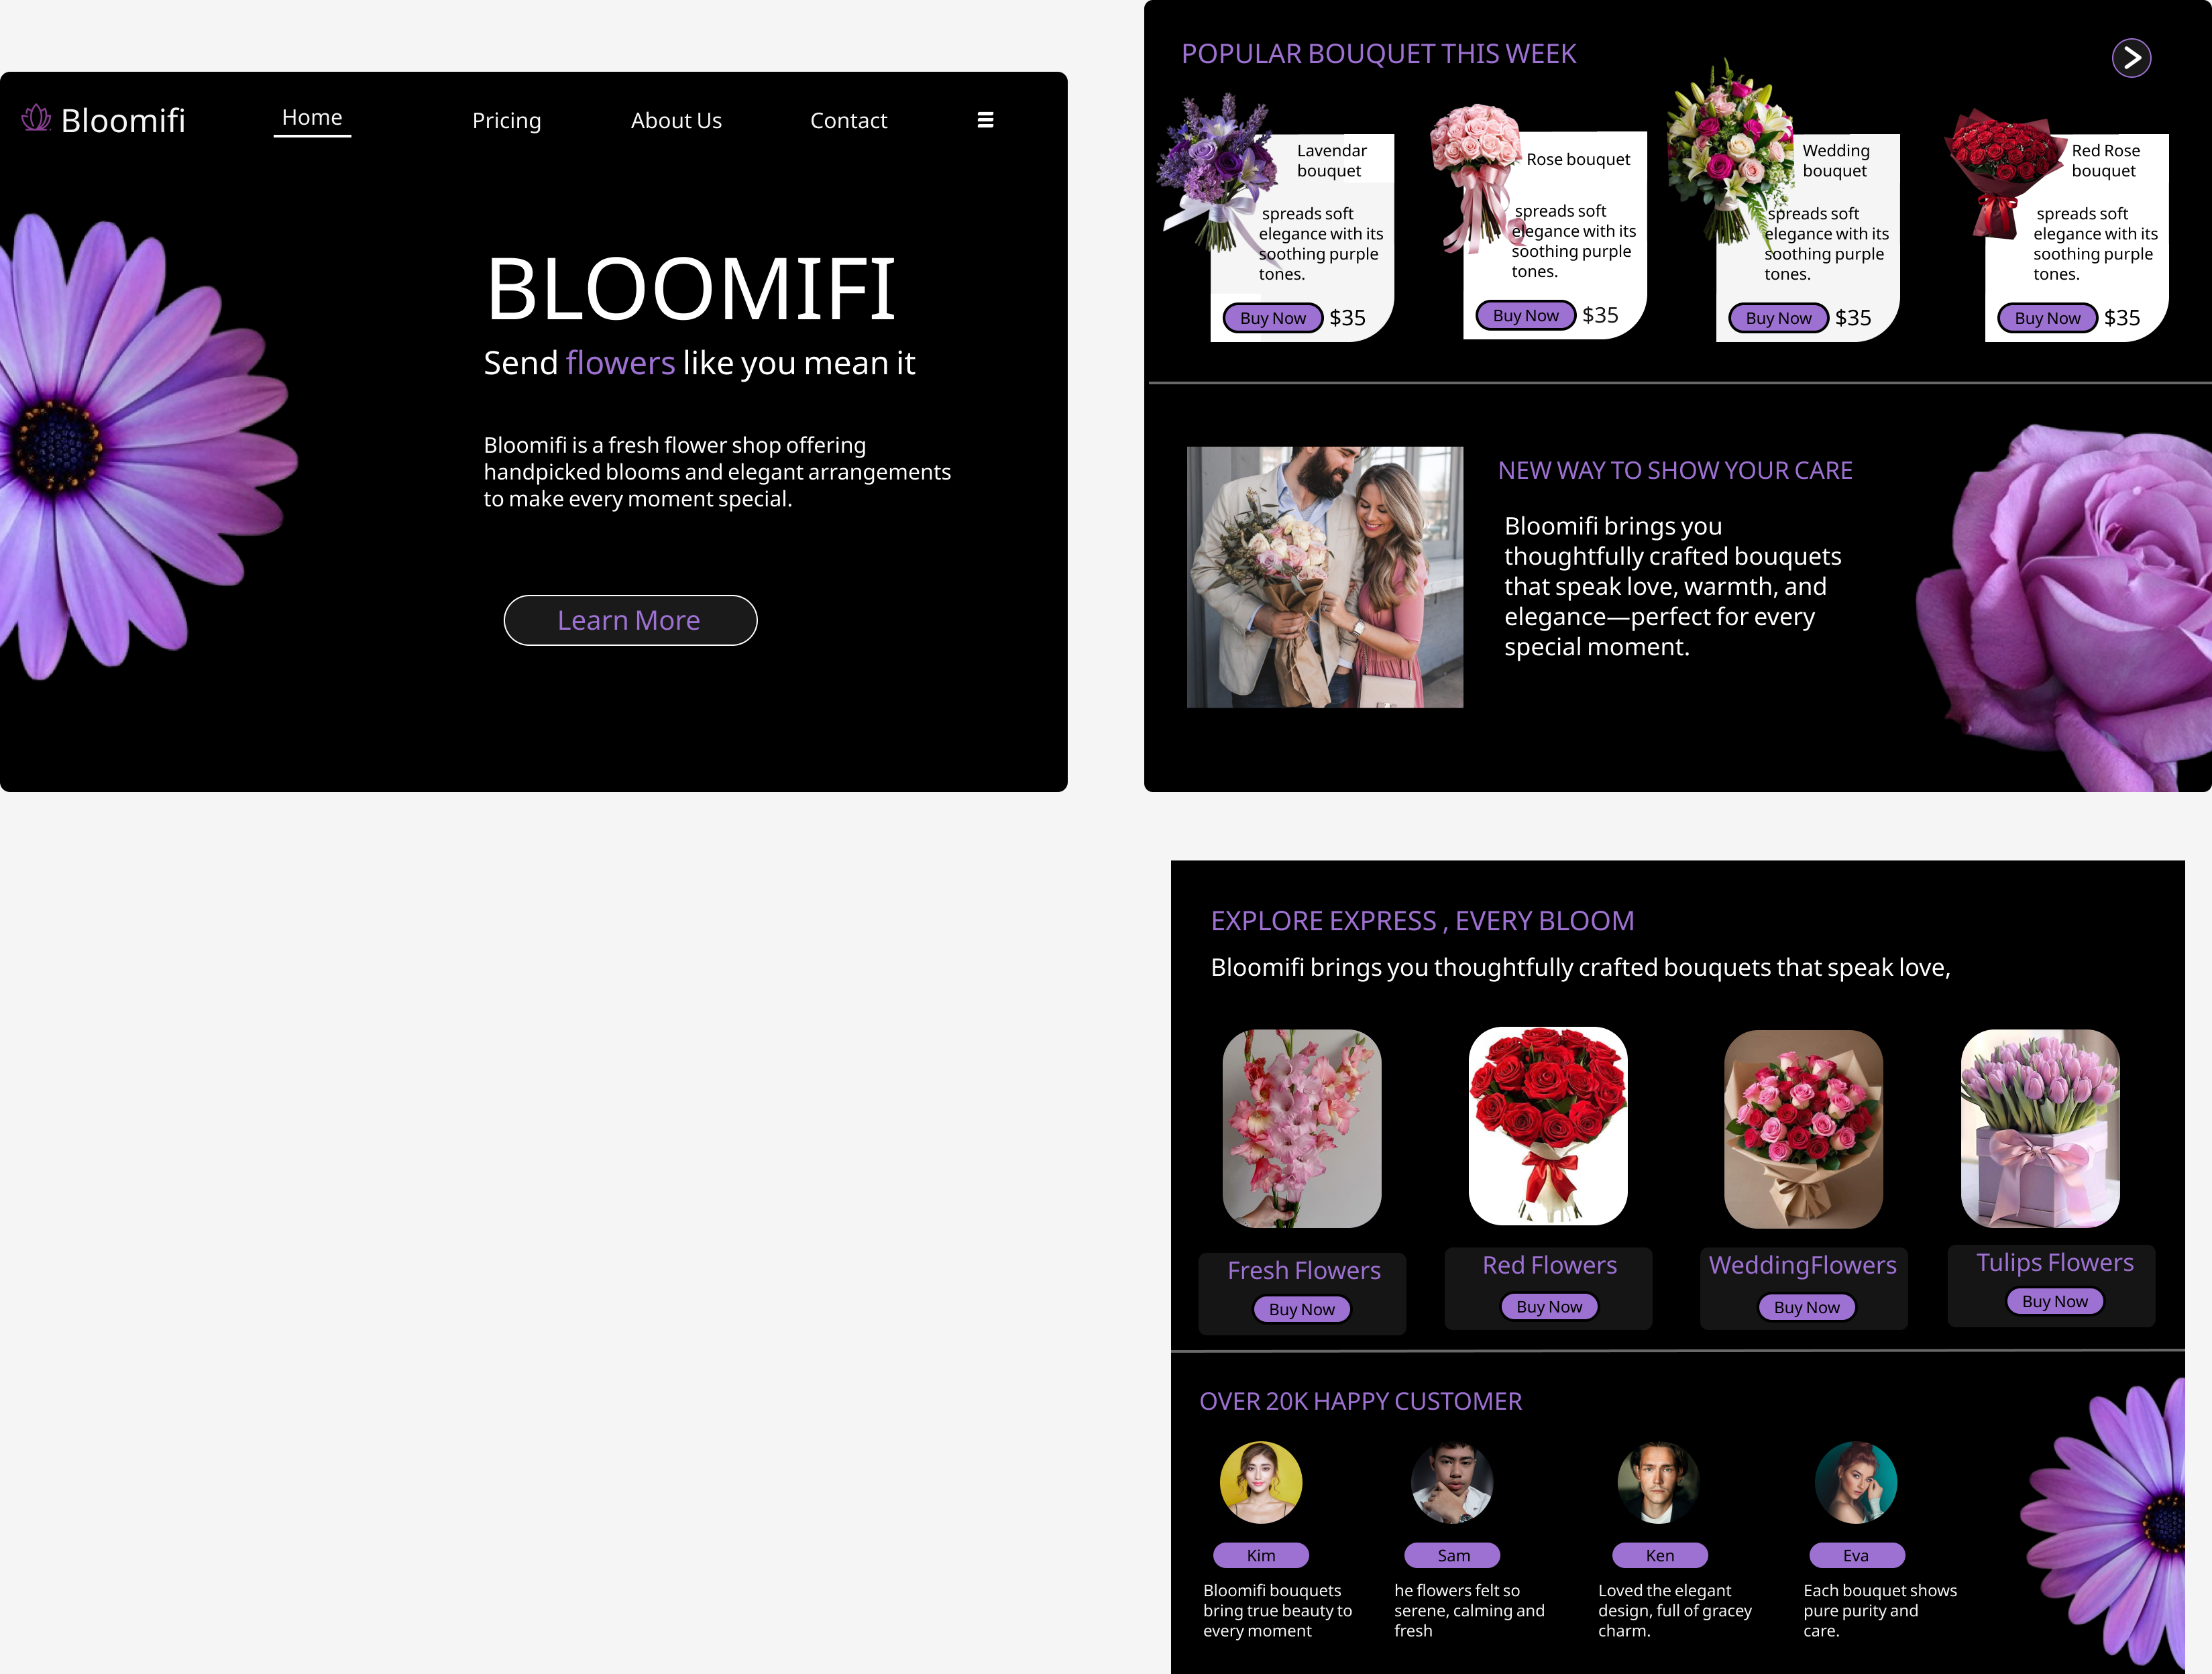 Bloomifi
Home
Pricing
About Us
Contact
BLOOMIFI
Send flowers like you mean it
Bloomifi is a fresh flower shop offering
handpicked blooms and elegant arrangements
to make every moment special.
Learn More
POPULAR BOUQUET THIS WEEK
Lavendar
bouquet
spreads soft
elegance with its
soothing purple
tones.
Buy Now
$35
Rose bouquet
spreads soft
elegance with its
soothing purple
tones.
Buy Now
$35
Wedding
bouquet
spreads soft
elegance with its
soothing purple
tones.
Buy Now
$35
Red Rose
bouquet
spreads soft
elegance with its
soothing purple
tones.
Buy Now
$35
NEW WAY TO SHOW YOUR CARE
Bloomifi brings you
thoughtfully crafted bouquets
that speak love, warmth, and
elegance—perfect for every
special moment.
EXPLORE EXPRESS , EVERY BLOOM
Bloomifi brings you thoughtfully crafted bouquets that speak love,
Fresh Flowers
Buy Now
Red Flowers
Buy Now
WeddingFlowers
Buy Now
Tulips Flowers
Buy Now
OVER 20K HAPPY CUSTOMER
Kim
Bloomifi bouquets
bring true beauty to
every moment
Sam
he flowers felt so
serene, calming and
fresh
Ken
Loved the elegant
design, full of gracey
charm.
Eva
Each bouquet shows
pure purity and
care.